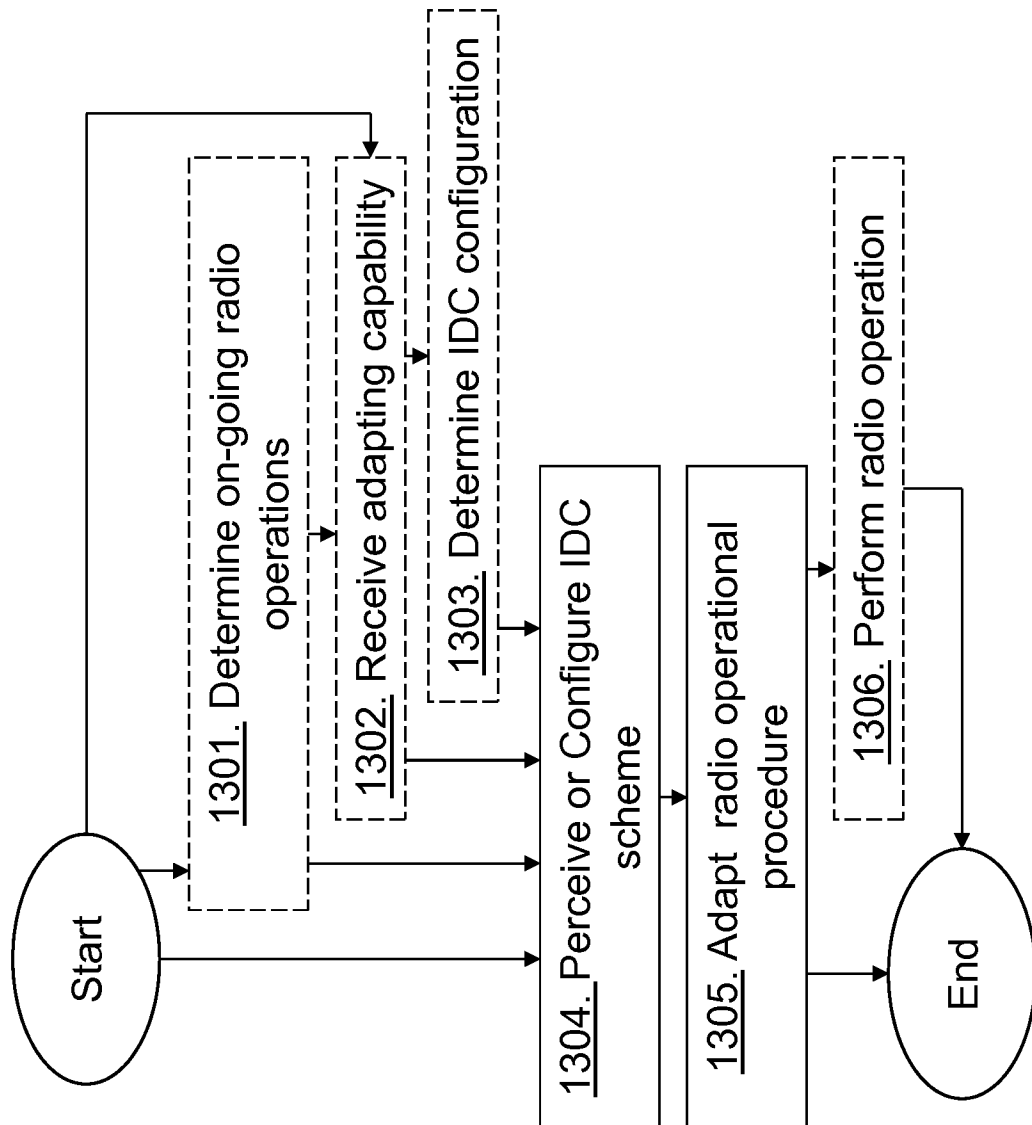 Start
1301. Determine on-going radio
operations
1302. Receive adapting capability
1303. Determine IDC configuration
1304. Perceive or Configure IDC
scheme
1305. Adapt radio operational
procedure
1306. Perform radio operation
End